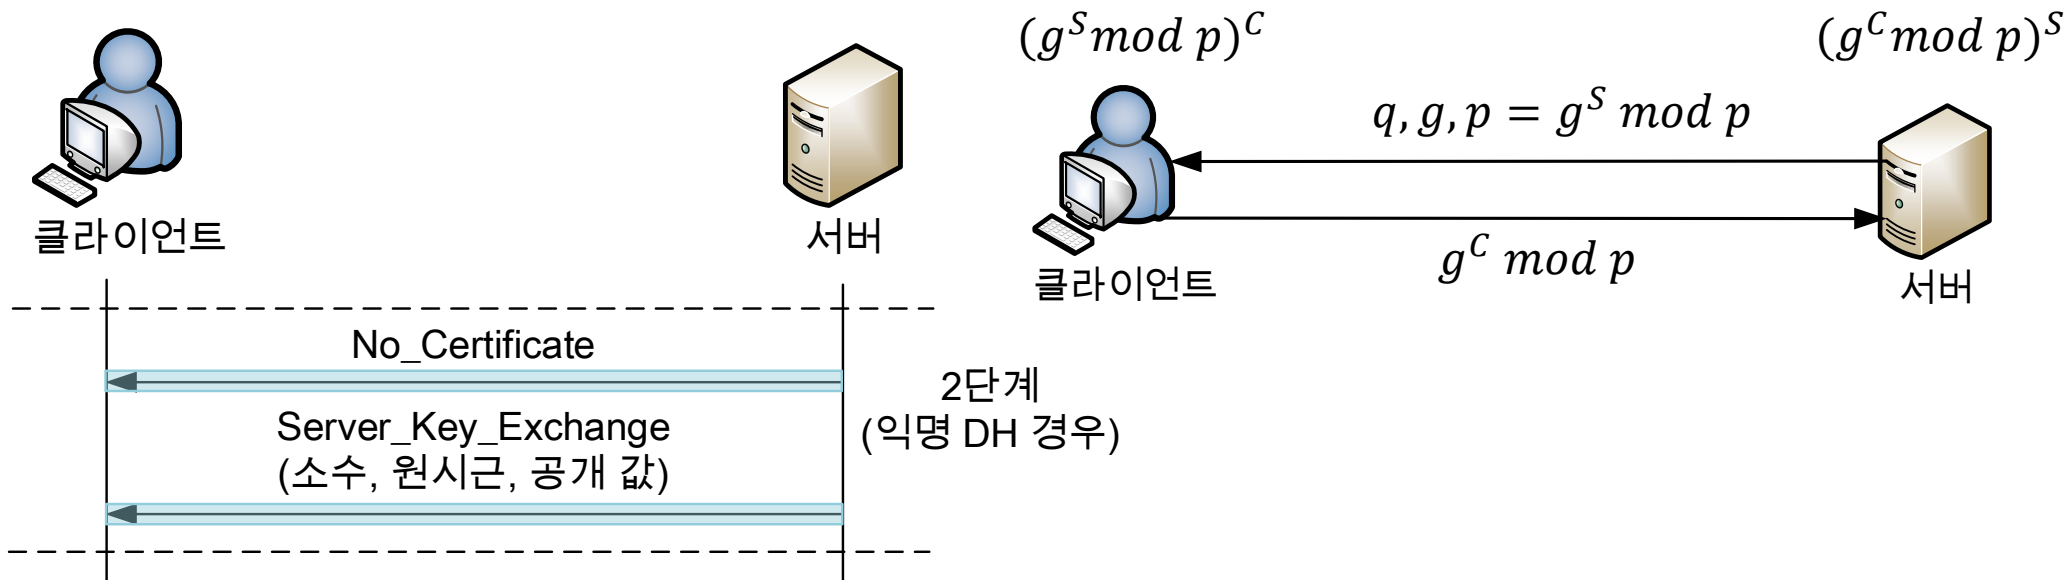 클라이언트
서버
No_Certificate
Server_Key_Exchange
(소수, 원시근, 공개 값)
2단계
(익명 DH 경우)
(g^S mod p)^C
(g^C mod p)^S
q, g, p = g^S mod p
g^C mod p
클라이언트
서버